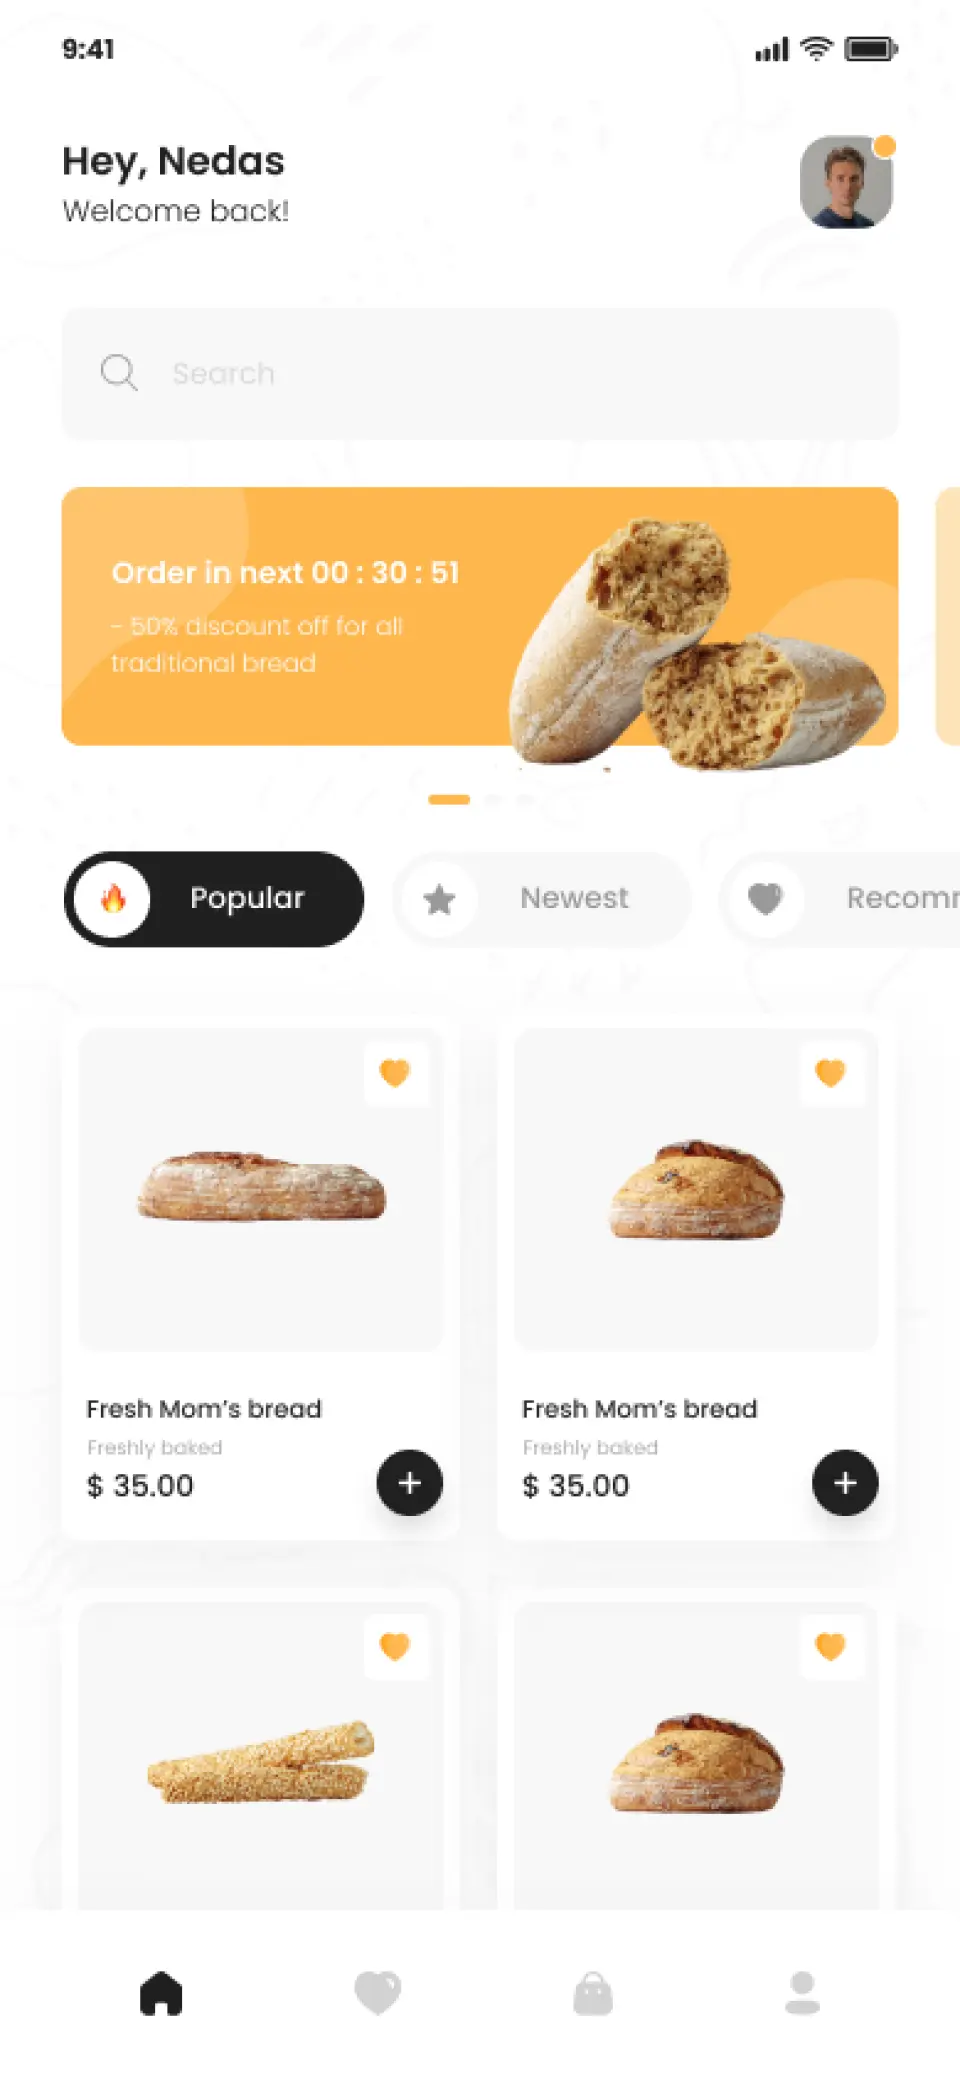 9:41
Hey, Nedas
Welcome back!
Search
Order in next 00 : 30 : 51
- 50% discount off for all
traditional bread
Popular
Newest
Recomm
Fresh Mom's bread
Freshly baked
$ 35.00
Fresh Mom's bread
Freshly baked
$ 35.00